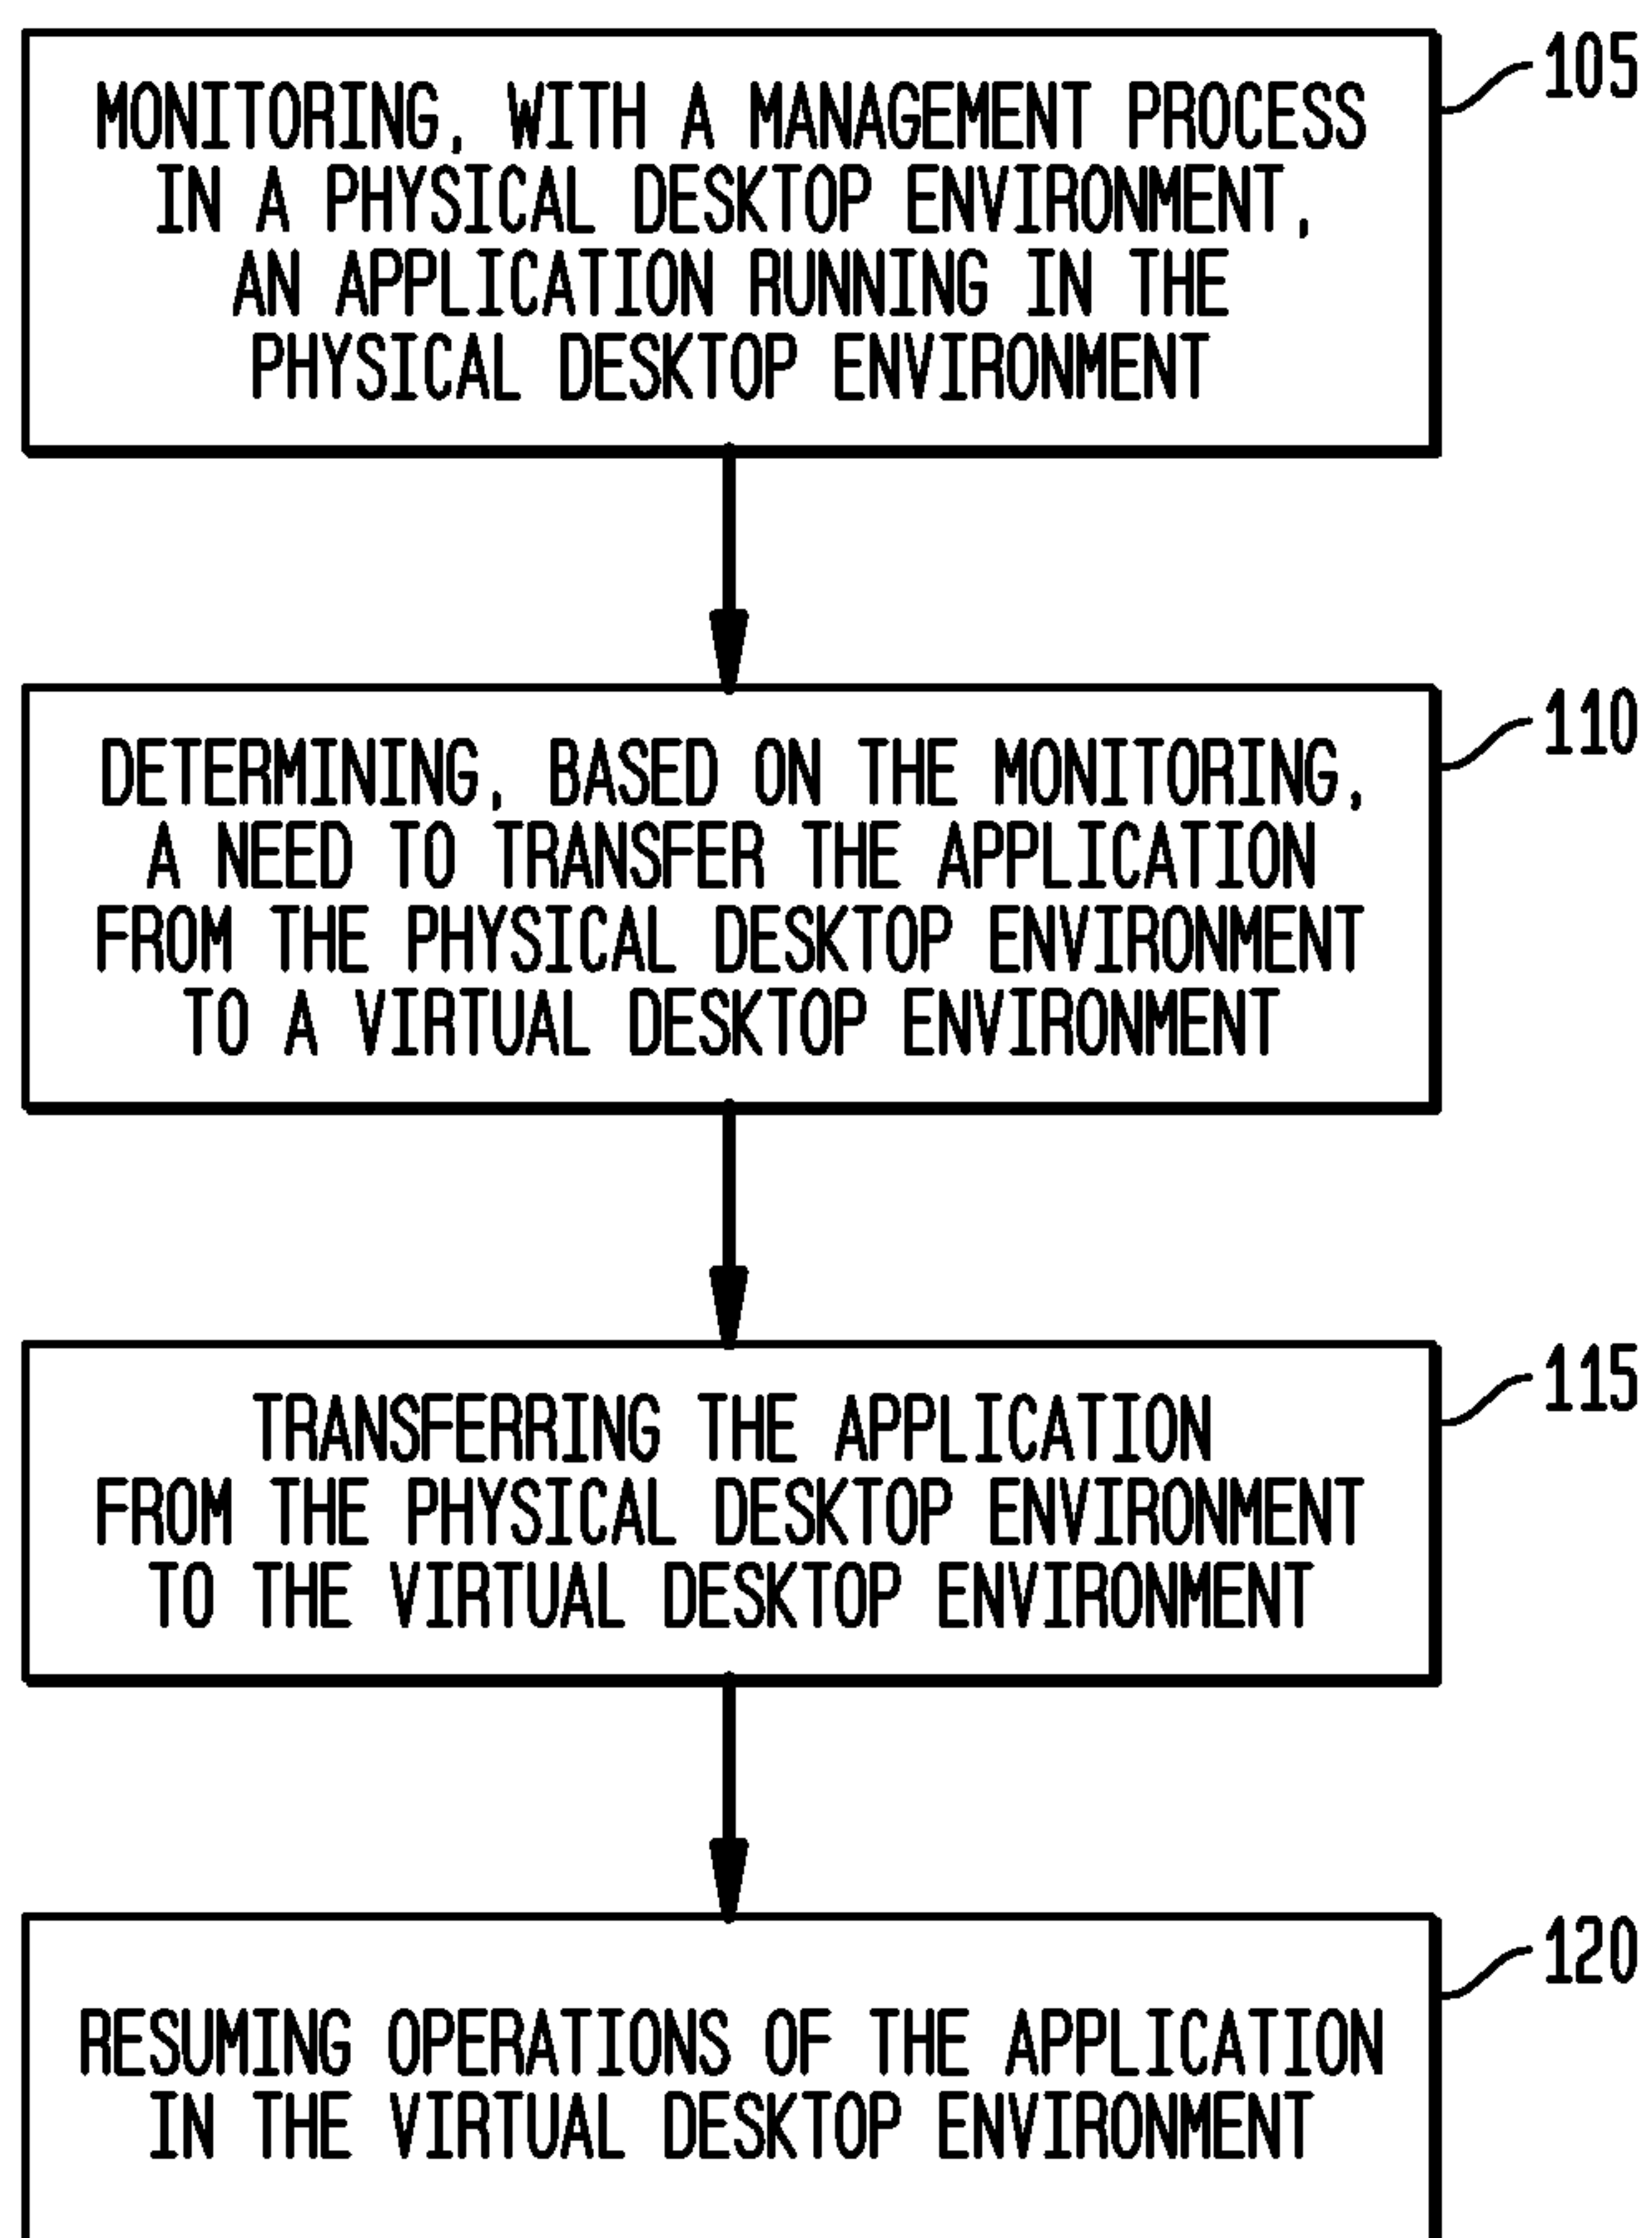 MONITORING, WITH A MANAGEMENT PROCESS
IN A PHYSICAL DESKTOP ENVIRONMENT,
AN APPLICATION RUNNING IN THE
PHYSICAL DESKTOP ENVIRONMENT
105
DETERMINING, BASED ON THE MONITORING,
A NEED TO TRANSFER THE APPLICATION
FROM THE PHYSICAL DESKTOP ENVIRONMENT
TO A VIRTUAL DESKTOP ENVIRONMENT
110
TRANSFERRING THE APPLICATION
FROM THE PHYSICAL DESKTOP ENVIRONMENT
TO THE VIRTUAL DESKTOP ENVIRONMENT
115
RESUMING OPERATIONS OF THE APPLICATION
IN THE VIRTUAL DESKTOP ENVIRONMENT
120